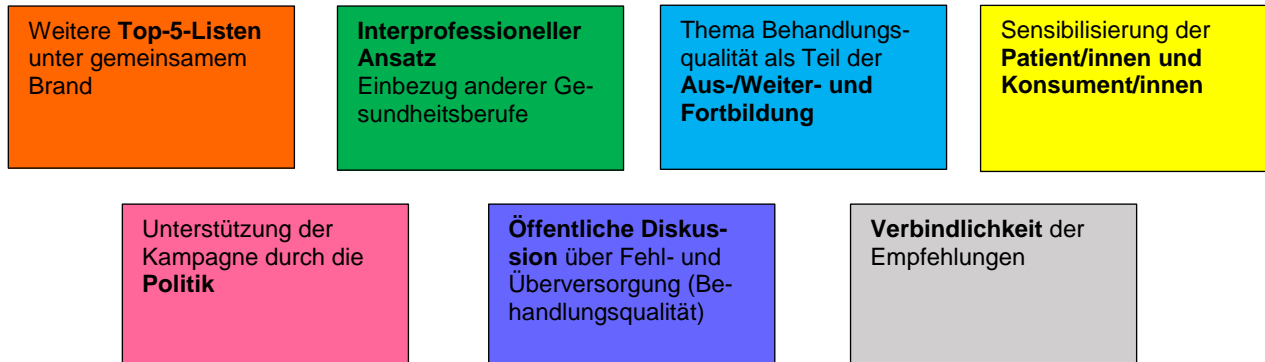 Weitere Top-5-Listen
unter gemeinsamem
Brand
Interprofessioneller
Ansatz
Einbezug anderer Ge-
sundheitsberufe
Thema Behandlungs-
qualität als Teil der
Aus-/Weiter- und
Fortbildung
Sensibilisierung der
Patient/innen und
Konsument/innen
Unterstützung der
Kampagne durch die
Politik
Öffentliche Diskus-
sion über Fehl- und
Überversorgung (Be-
handlungsqualität)
Verbindlichkeit der
Empfehlungen